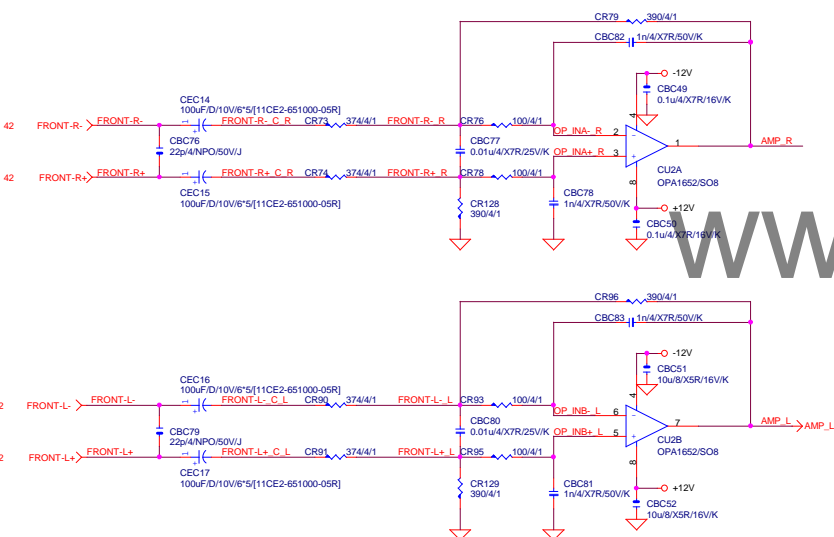 CR79 390/4/1
CBC82 1n/4/X7R/50V/K
-12V
CBC49
0.1u/4/X7R/16V/K
4
CEC14
100uF/D/10V/6*5/[11CE2-651000-05R]
42 FRONT-R- FRONT-R- 1 FRONT-R-_C_R CR73 374/4/1 FRONT-R-_R CR76 100/4/1 OP_INA-_R 2
CBC76
22p/4/NPO/50V/J
CBC77
0.01u/4/X7R/25V/K
1 AMP_R
42 FRONT-R+ FRONT-R+ 1 FRONT-R+_C_R CR74 374/4/1 FRONT-R+_R CR78 100/4/1 OP_INA+_R 3
CU2A
OPA1652/SO8
8
CEC15
100uF/D/10V/6*5/[11CE2-651000-05R]
CR128
390/4/1
CBC78
1n/4/X7R/50V/K
+12V
CBC50
0.1u/4/X7R/16V/K
CR96 390/4/1
CBC83 1n/4/X7R/50V/K
-12V
CBC51
10u/8/X5R/16V/K
4
CEC16
100uF/D/10V/6*5/[11CE2-651000-05R]
2 FRONT-L- FRONT-L- 1 FRONT-L-_C_L CR90 374/4/1 FRONT-L-_L CR93 100/4/1 OP_INB-_L 6
CBC79
22p/4/NPO/50V/J
CBC80
0.01u/4/X7R/25V/K
7 AMP_L AMP_L
2 FRONT-L+ FRONT-L+ 1 FRONT-L+_C_L CR91 374/4/1 FRONT-L+_L CR95 100/4/1 OP_INB+_L 5
CU2B
OPA1652/SO8
8
CEC17
100uF/D/10V/6*5/[11CE2-651000-05R]
CR129
390/4/1
CBC81
1n/4/X7R/50V/K
+12V
CBC52
10u/8/X5R/16V/K